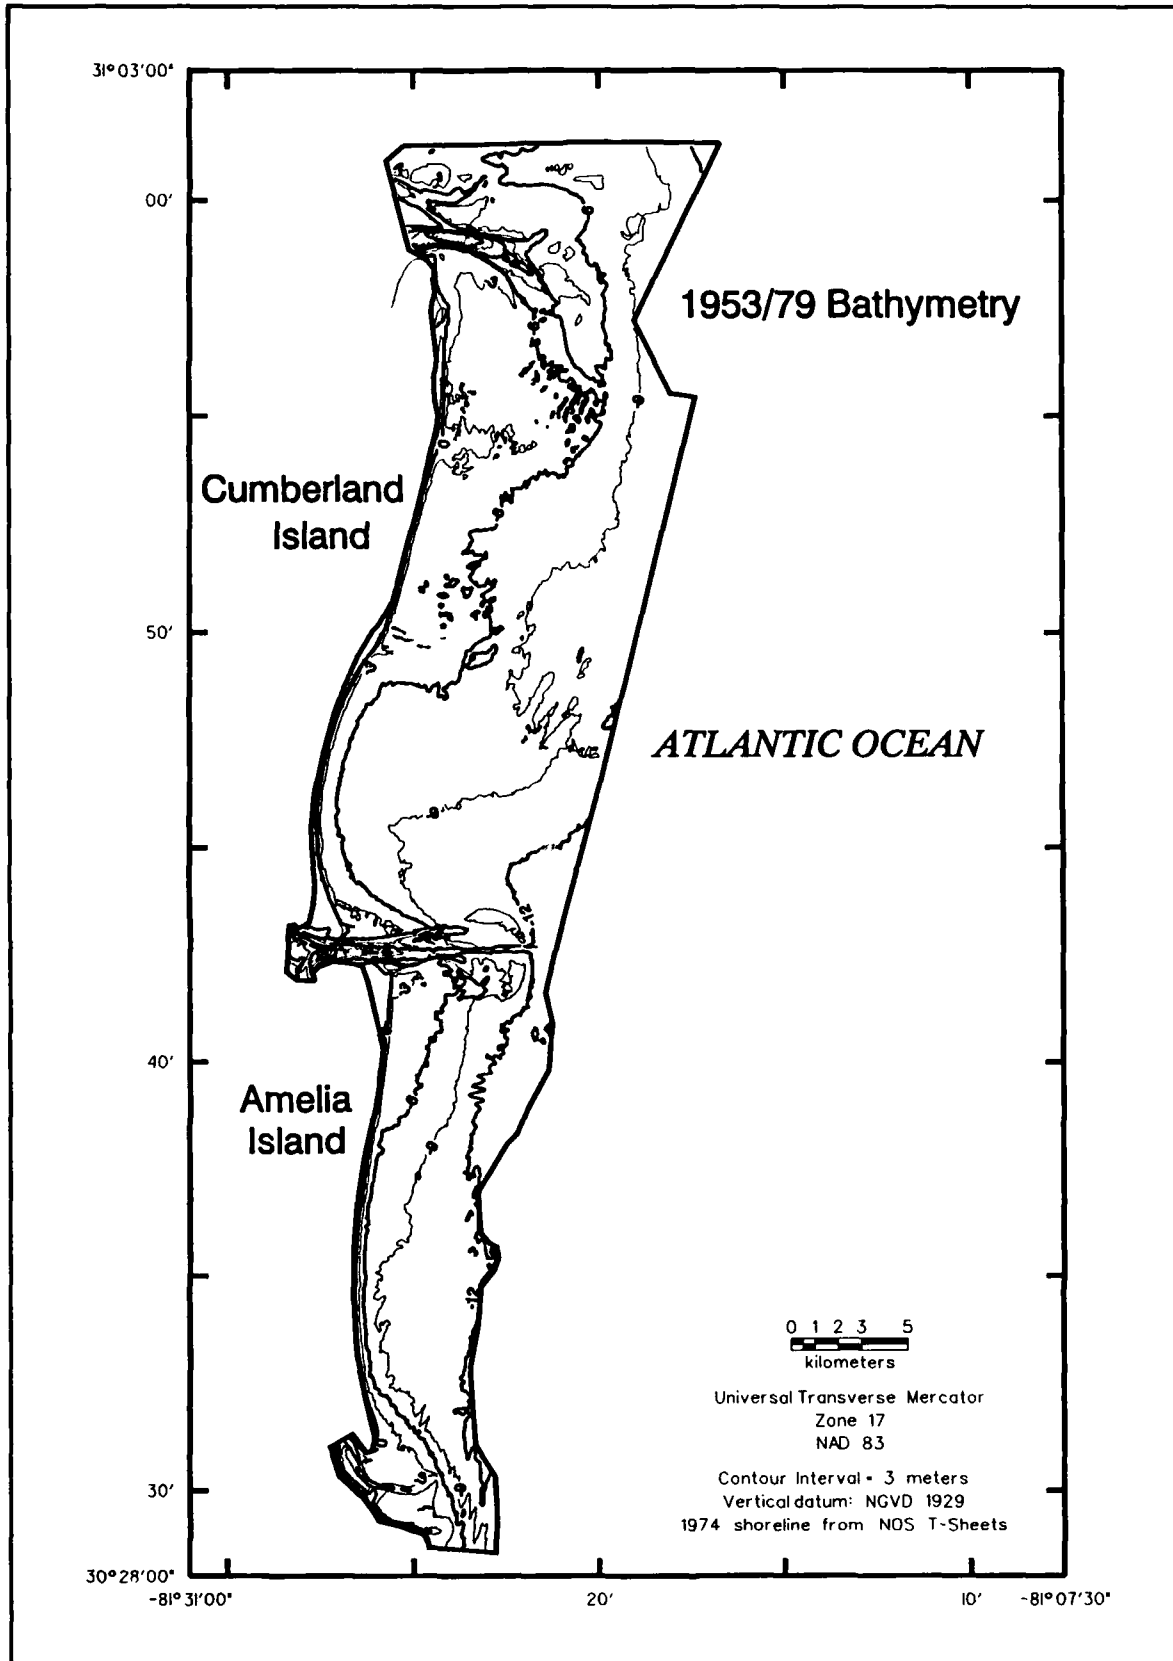 31°03'00"
00'
1953/79 Bathymetry
Cumberland
Island
50'
ATLANTIC OCEAN
-12
40'
Amelia
Island
-12
0 1 2 3 5
kilometers
Universal Transverse Mercator
Zone 17
NAD 83
Contour Interval = 3 meters
Vertical datum: NGVD 1929
1974 shoreline from NOS T-Sheets
30'
30°28'00"
-81°31'00"
20'
10'
-81°07'30"